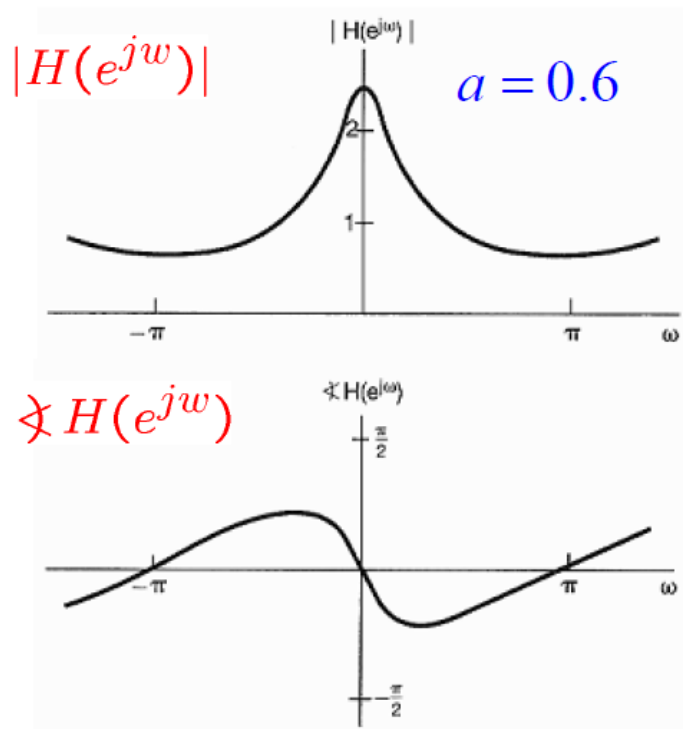 | H(e^{jω}) |
|H(e^{jw})|
a = 0.6
2
1
−π
π
ω
∢ H(e^{jω})
∢ H(e^{jw})
π/2
−π
π
ω
−π/2